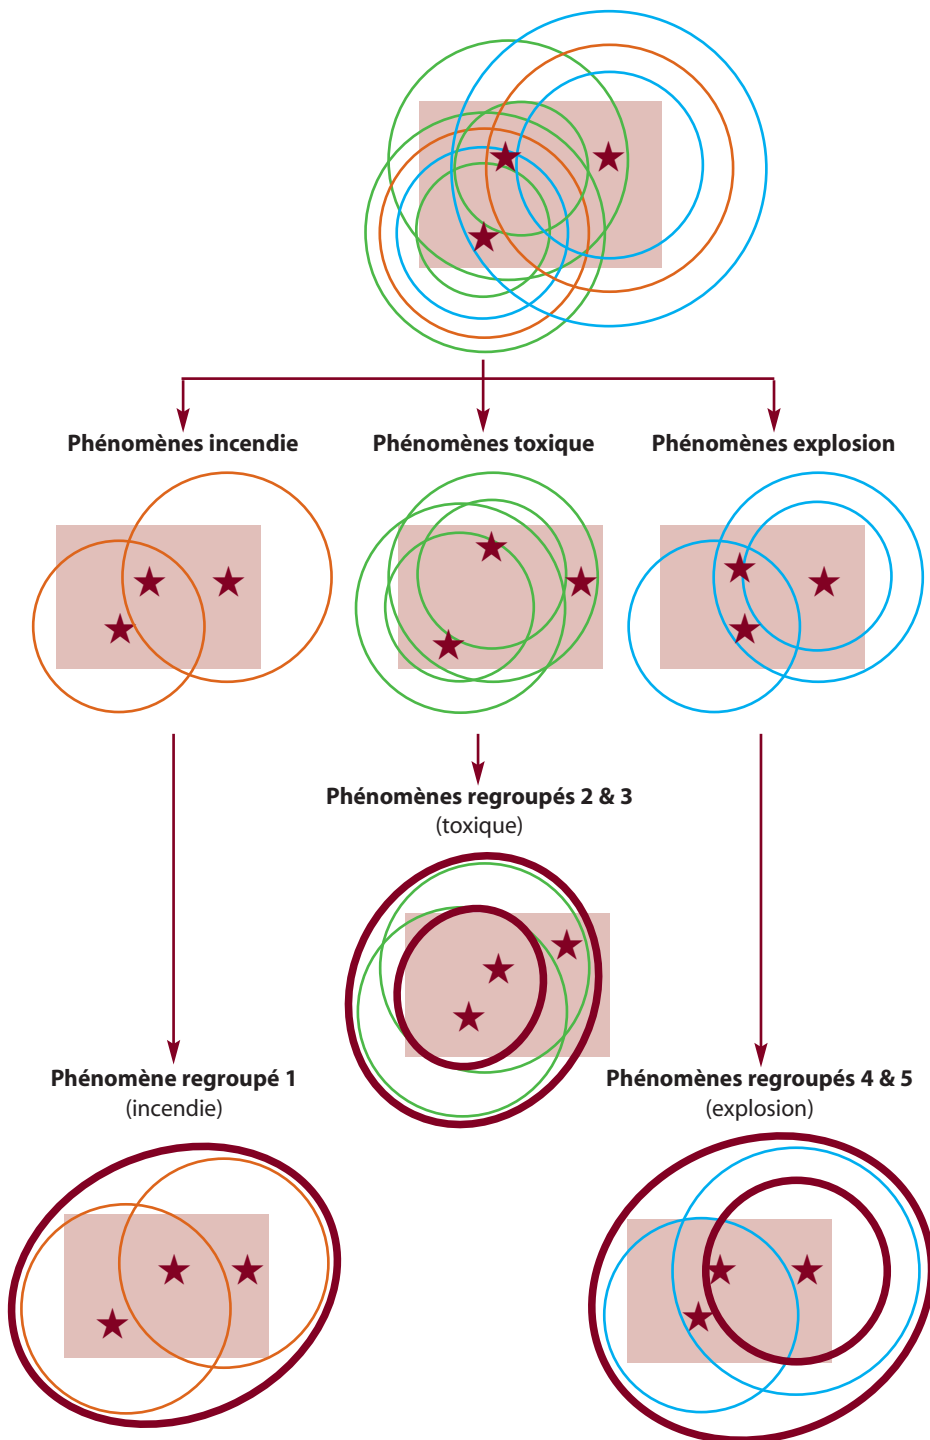 Phénomènes incendie
Phénomènes toxique
Phénomènes explosion
Phénomènes regroupés 2 & 3
(toxique)
Phénomène regroupé 1
(incendie)
Phénomènes regroupés 4 & 5
(explosion)